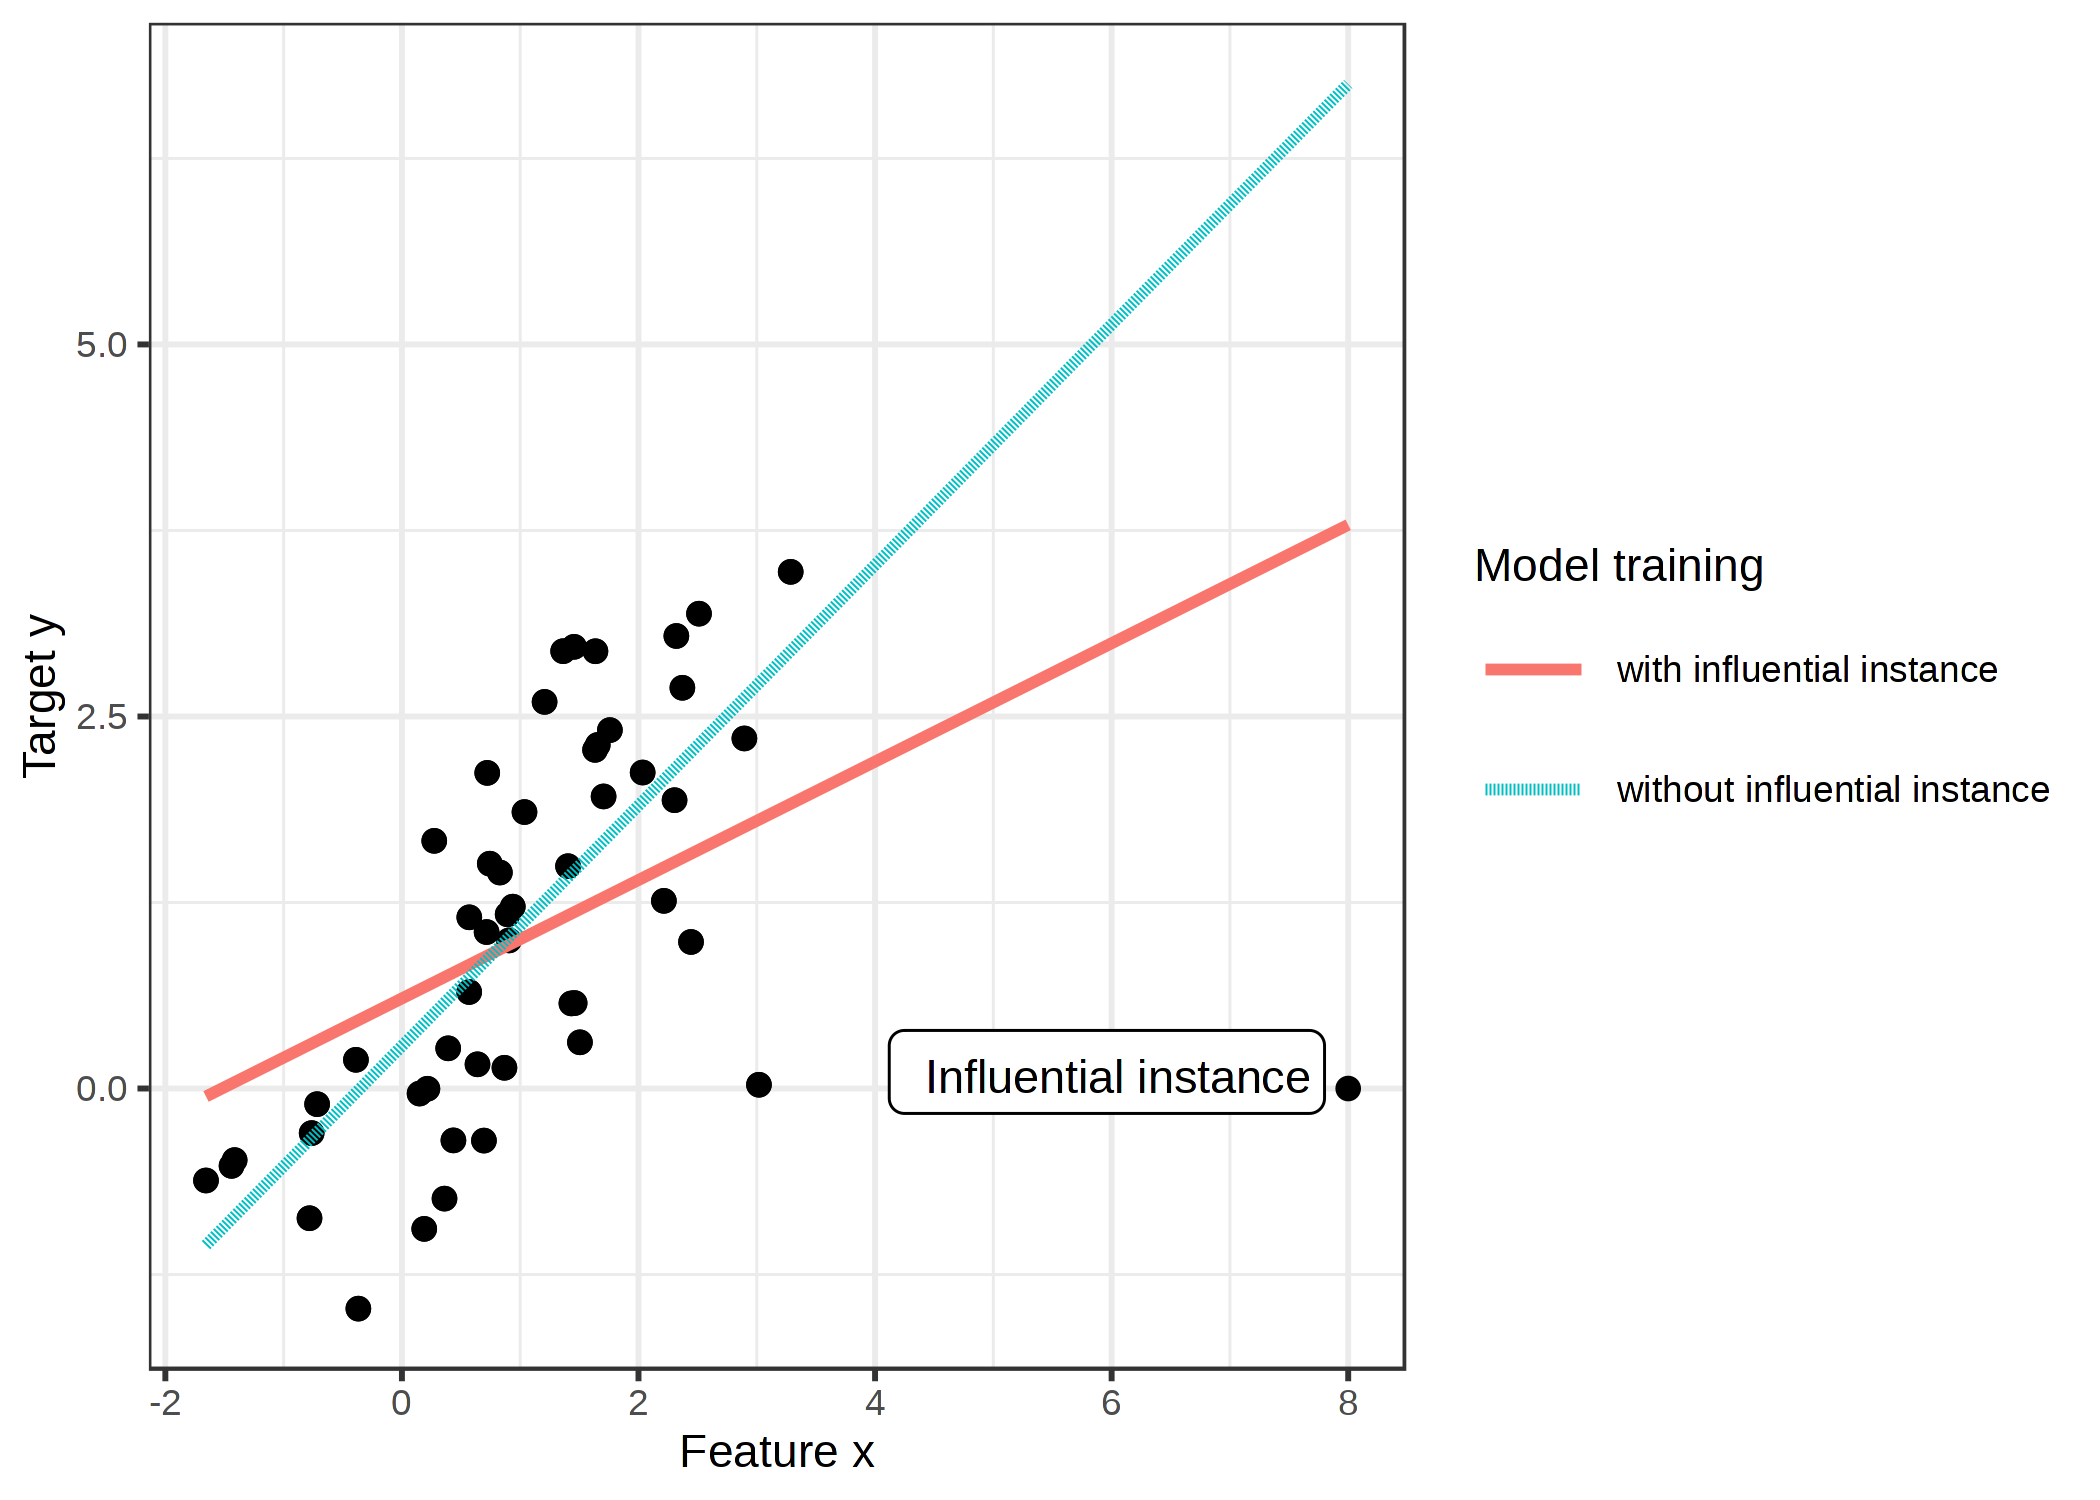 Target y
5.0
2.5
0.0
Influential instance
-2 0 2 4 6 8
Feature x
Model training
with influential instance
without influential instance